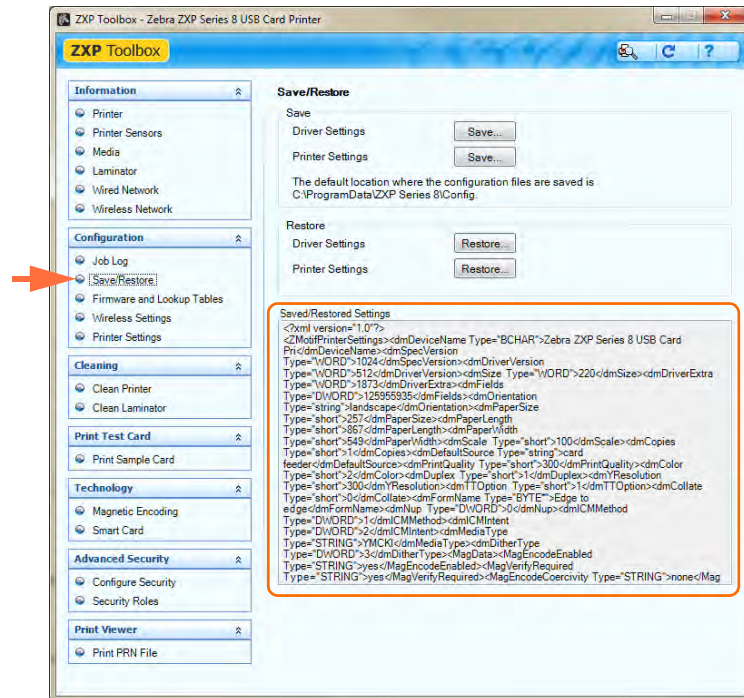 ZXP Toolbox - Zebra ZXP Series 8 USB Card Printer
ZXP Toolbox
Information
Printer
Printer Sensors
Media
Laminator
Wired Network
Wireless Network
Configuration
Job Log
Save/Restore
Firmware and Lookup Tables
Wireless Settings
Printer Settings
Cleaning
Clean Printer
Clean Laminator
Print Test Card
Print Sample Card
Technology
Magnetic Encoding
Smart Card
Advanced Security
Configure Security
Security Roles
Print Viewer
Print PRN File
Save/Restore
Save
Driver Settings Save...
Printer Settings Save...
The default location where the configuration files are saved is
C:\ProgramData\ZXP Series 8\Config.
Restore
Driver Settings Restore...
Printer Settings Restore...
Saved/Restored Settings
<?xml version="1.0"?>
<ZMotifPrinterSettings><dmDeviceName Type="BCHAR">Zebra ZXP Series 8 USB Card
Pri</dmDeviceName><dmSpecVersion
Type="WORD">1024</dmSpecVersion><dmDriverVersion
Type="WORD">512</dmDriverVersion><dmSize Type="WORD">220</dmSize><dmDriverExtra
Type="WORD">1873</dmDriverExtra><dmFields
Type="DWORD">125955935</dmFields><dmOrientation
Type="string">landscape</dmOrientation><dmPaperSize
Type="short">257</dmPaperSize><dmPaperLength
Type="short">867</dmPaperLength><dmPaperWidth
Type="short">549</dmPaperWidth><dmScale Type="short">100</dmScale><dmCopies
Type="short">1</dmCopies><dmDefaultSource Type="string">card
feeder</dmDefaultSource><dmPrintQuality Type="short">300</dmPrintQuality><dmColor
Type="short">2</dmColor><dmDuplex Type="short">1</dmDuplex><dmYResolution
Type="short">300</dmYResolution><dmTTOption Type="short">1</dmTTOption><dmCollate
Type="short">0</dmCollate><dmFormName Type="BYTE*">Edge to
edge</dmFormName><dmNup Type="DWORD">0</dmNup><dmICMMethod
Type="DWORD">1</dmICMMethod><dmICMIntent
Type="DWORD">2</dmICMIntent><dmMediaType
Type="STRING">YMCKI</dmMediaType><dmDitherType
Type="DWORD">3</dmDitherType><MagData><MagEncodeEnabled
Type="STRING">yes</MagEncodeEnabled><MagVerifyRequired
Type="STRING">yes</MagVerifyRequired><MagEncodeCoercivity Type="STRING">none</Mag